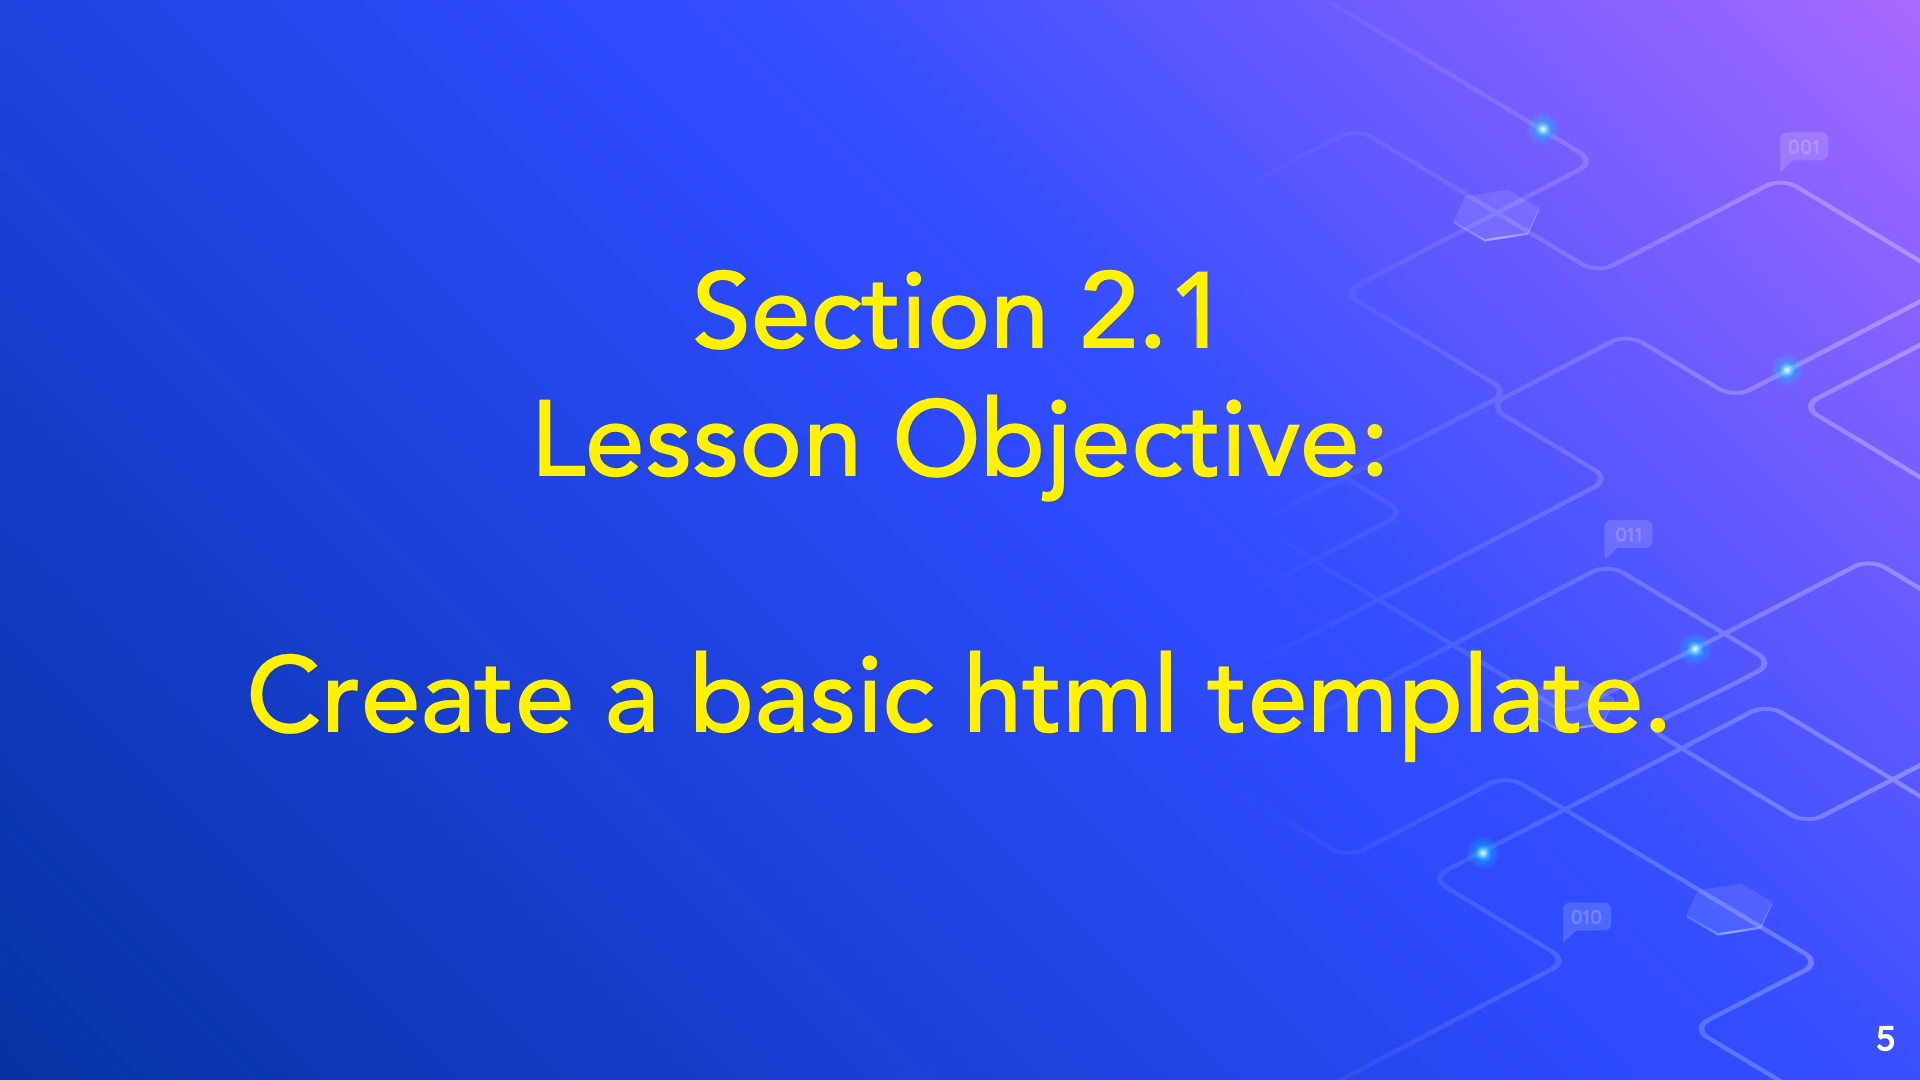 001
Section 2.1
Lesson Objective:
011
Create a basic html template.
010
5